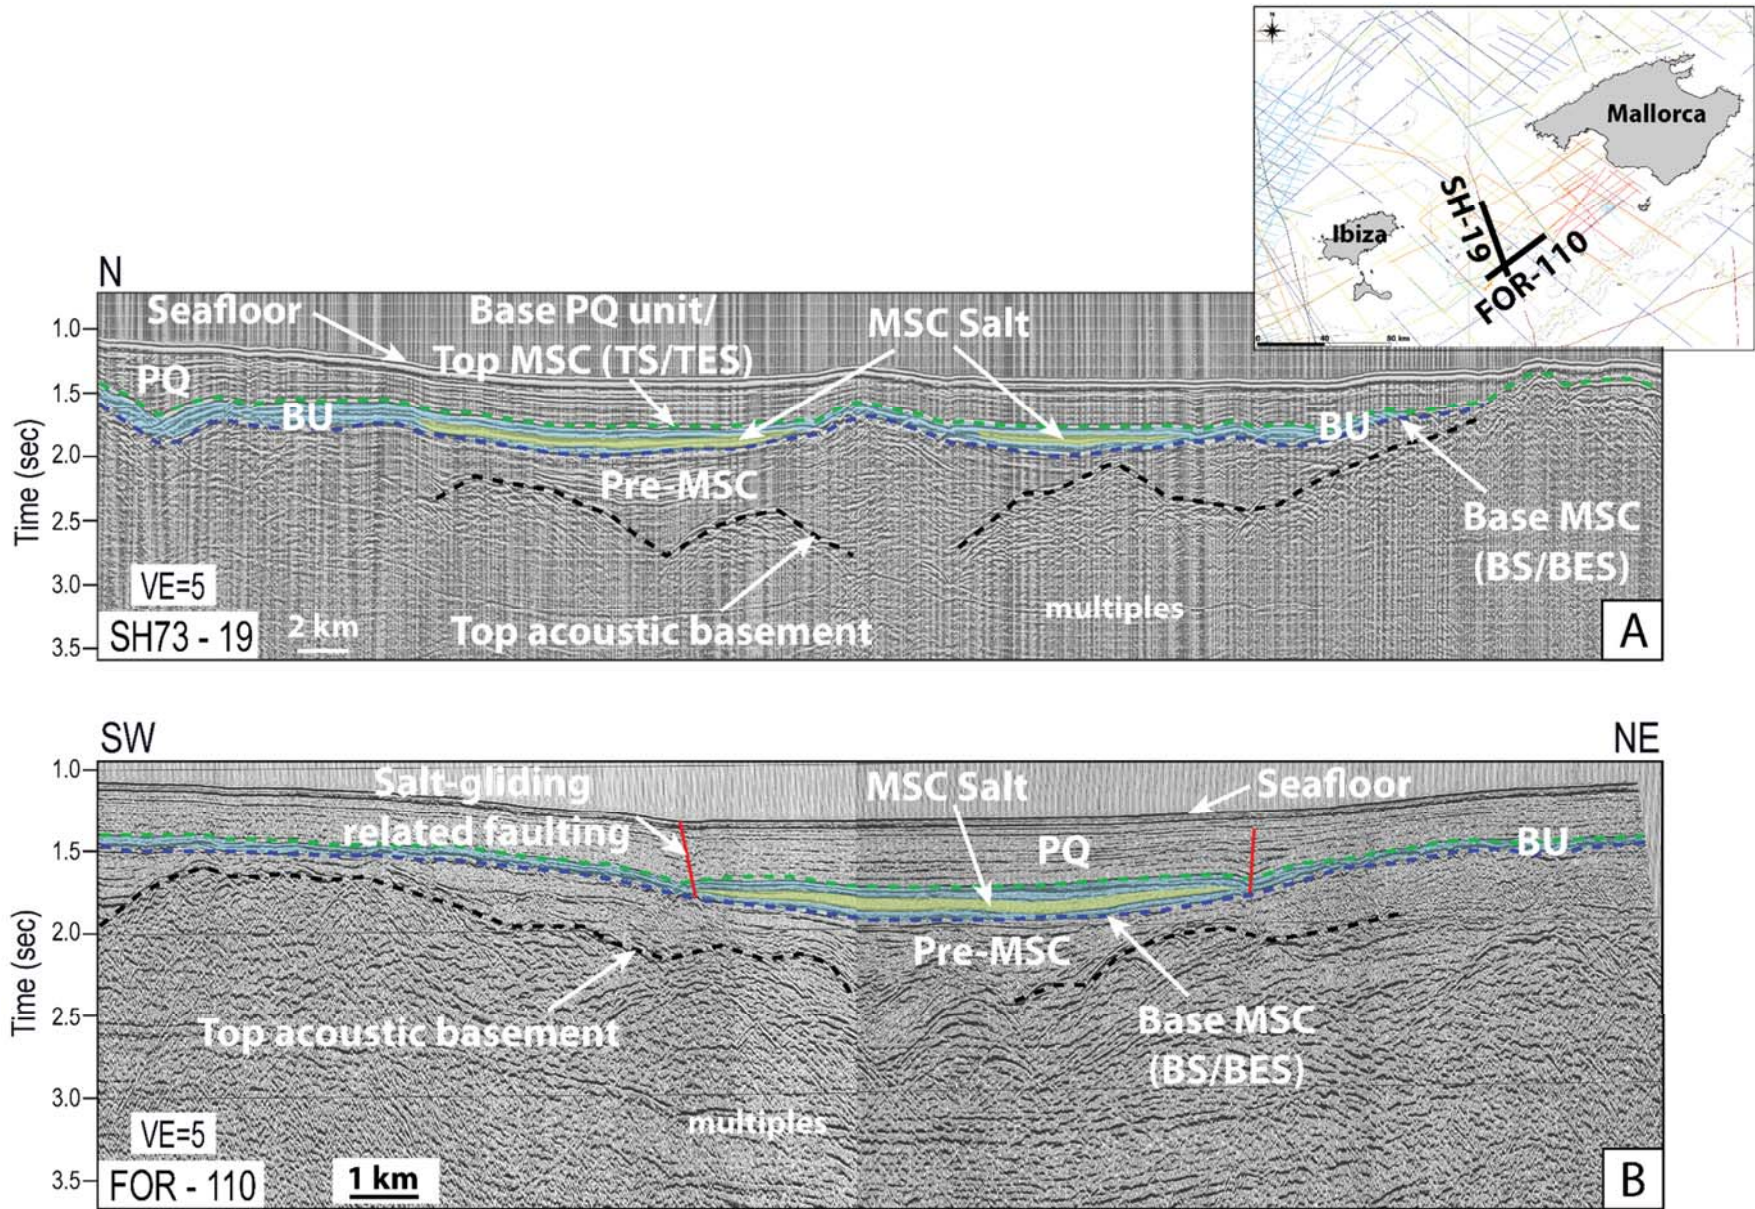 Mallorca
Ibiza
SH-19
FOR-110
0 40 80 km
N
Seafloor
Base PQ unit/
Top MSC (TS/TES)
MSC Salt
PQ
BU
BU
Pre-MSC
Base MSC
(BS/BES)
Top acoustic basement
multiples
Time (sec)
1.0
1.5
2.0
2.5
3.0
3.5
VE=5
SH73 - 19
2 km
A
SW
NE
Salt-gliding
related faulting
MSC Salt
Seafloor
PQ
BU
Pre-MSC
Base MSC
(BS/BES)
Top acoustic basement
multiples
Time (sec)
1.0
1.5
2.0
2.5
3.0
3.5
VE=5
FOR - 110
1 km
B